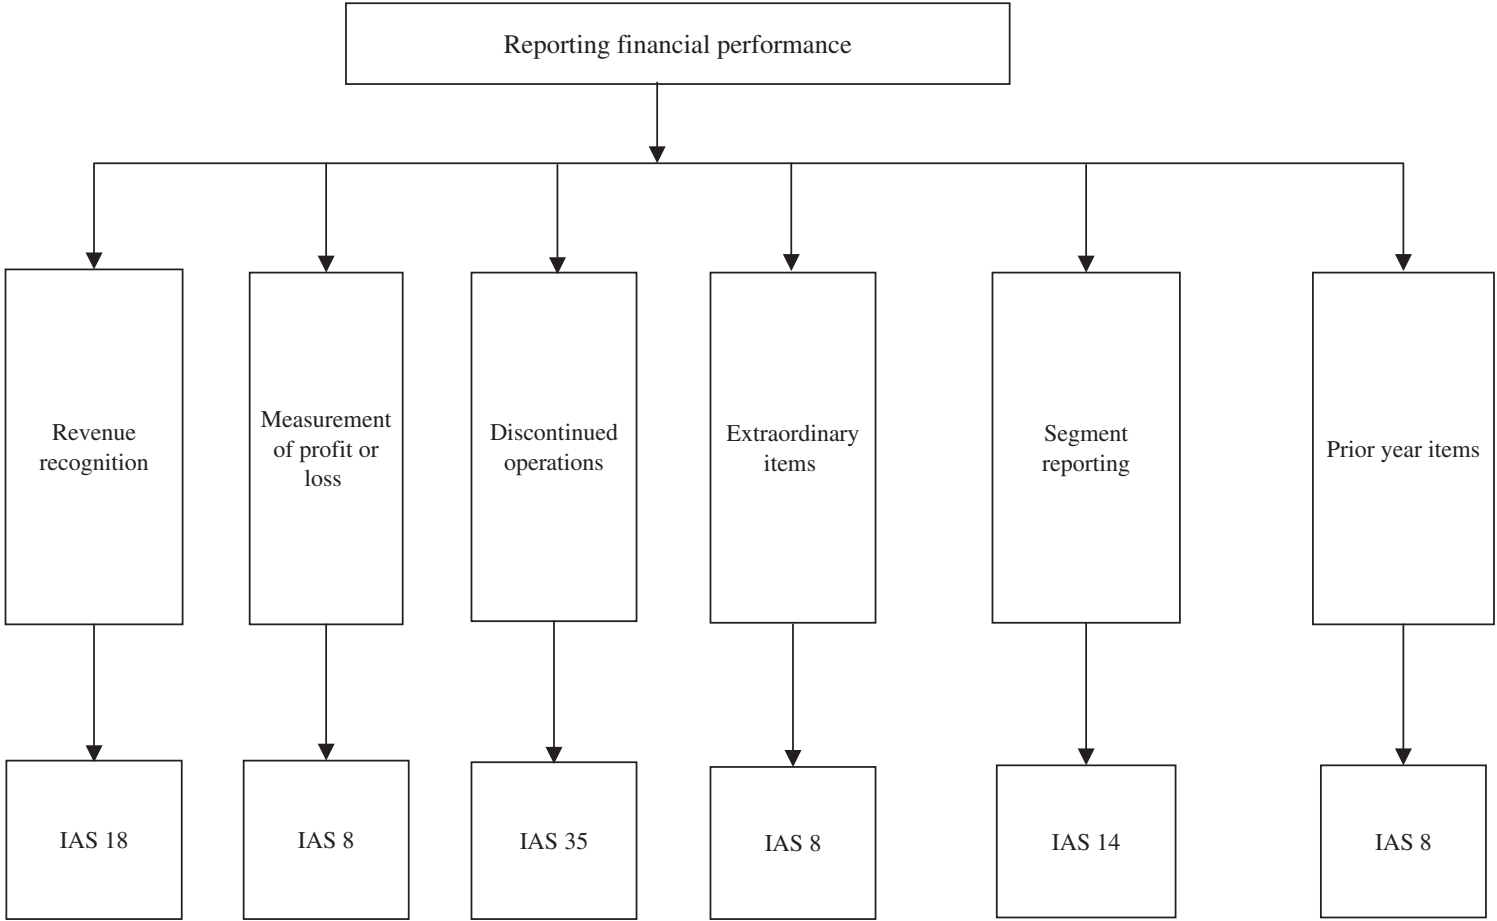 Reporting financial performance
Revenue
recognition
Measurement
of profit or
loss
Discontinued
operations
Extraordinary
items
Segment
reporting
Prior year items
IAS 18
IAS 8
IAS 35
IAS 8
IAS 14
IAS 8